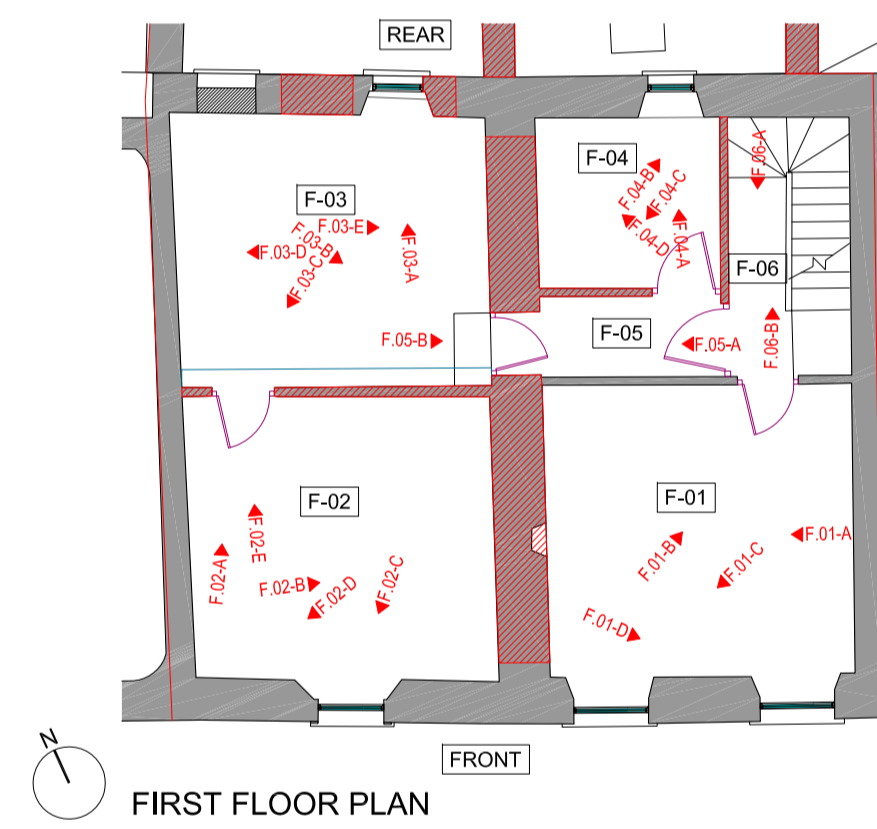 REAR
F-04
F.06-A
F.04-B
F.04-C
F-03
F.03-E
F.03-B
F.03-D
F.03-C
F.03-A
F.04-D
F.04-A
F-06
N
F.05-B
F-05
F.05-A
F.06-B
F-02
F-01
F.02-E
F.02-A
F.02-B
F.02-D
F.02-C
F.01-A
F.01-B
F.01-C
F.01-D
N
FRONT
FIRST FLOOR PLAN